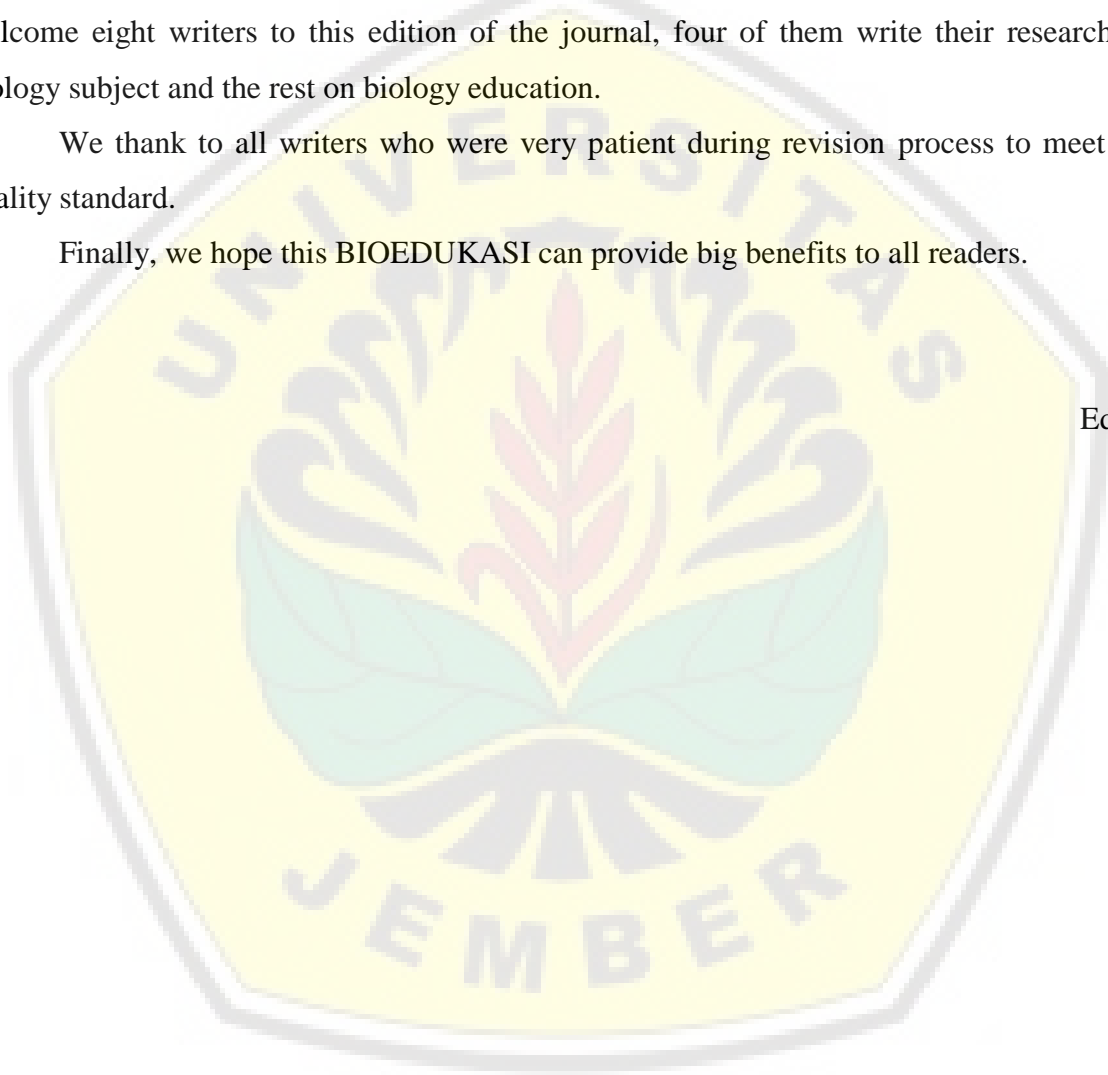 lcome eight writers to this edition of the journal, four of them write their research
ology subject and the rest on biology education.
We thank to all writers who were very patient during revision process to meet
ality standard.
Finally, we hope this BIOEDUKASI can provide big benefits to all readers.
Ed
UNIVERSITAS
JEMBER